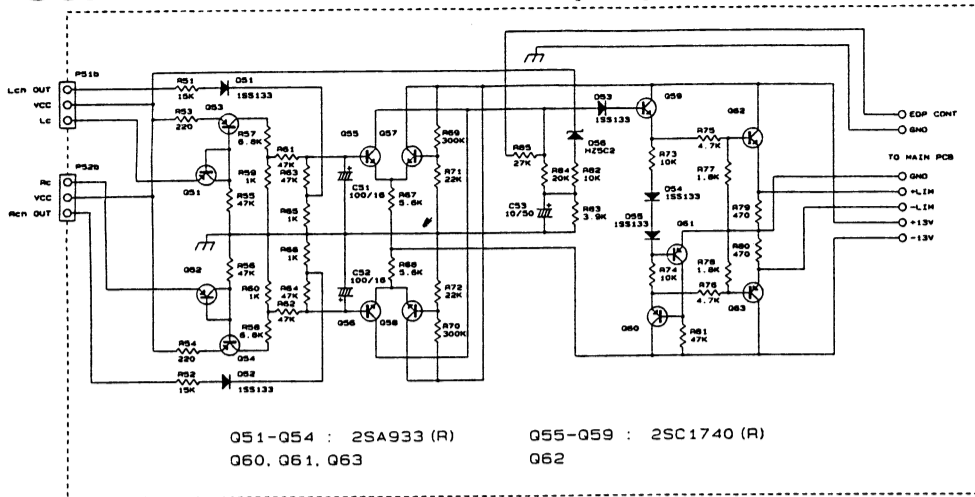 P51b
Lcn OUT
VCC
Lc
P52b
Rc
VCC
Rcn OUT
R51
15K
D51
1SS133
R53
220
Q53
R57
6.8K
R59
1K
R61
47K
R63
47K
Q51
R55
47K
R65
1K
R66
1K
Q52
R56
47K
R60
1K
R64
47K
R62
47K
R58
6.8K
R54
220
Q54
R52
15K
D52
1SS133
Q55
Q57
C51
100/16
R67
5.6K
R69
300K
R71
22K
C52
100/16
R68
5.6K
R72
22K
R70
300K
Q56
Q58
D53
1SS133
Q59
R85
27K
R84
20K
D56
HZ5C2
R82
10K
C53
10/50
R83
3.9K
R73
10K
D54
1SS133
D55
1SS133
Q61
R74
10K
Q60
R81
47K
R75
4.7K
Q62
R77
1.8K
R79
470
R80
470
R78
1.8K
R76
4.7K
Q63
EQP CONT
GND
TO MAIN PCB
GND
+LIM
-LIM
+13V
-13V
Q51-Q54 : 2SA933(R)
Q60, Q61, Q63
Q55-Q59 : 2SC1740(R)
Q62